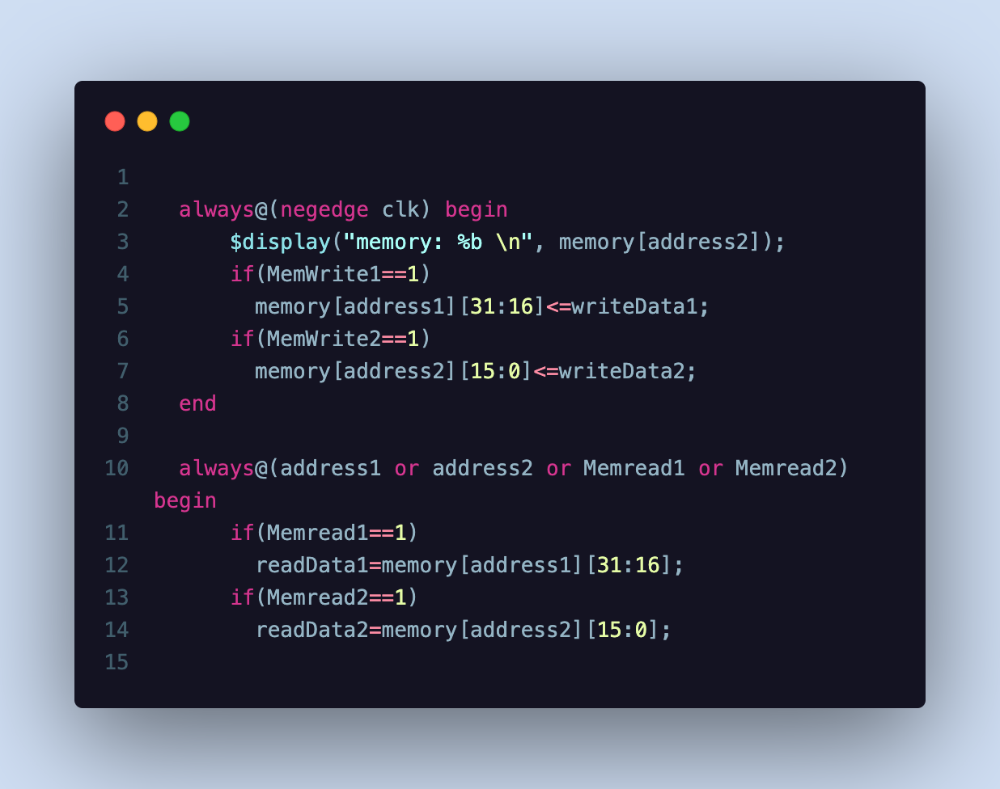 1
2 always@(negedge clk) begin
3 $display("memory: %b \n", memory[address2]);
4 if(MemWrite1==1)
5 memory[address1][31:16]<=writeData1;
6 if(MemWrite2==1)
7 memory[address2][15:0]<=writeData2;
8 end
9
10 always@(address1 or address2 or Memread1 or Memread2)
begin
11 if(Memread1==1)
12 readData1=memory[address1][31:16];
13 if(Memread2==1)
14 readData2=memory[address2][15:0];
15